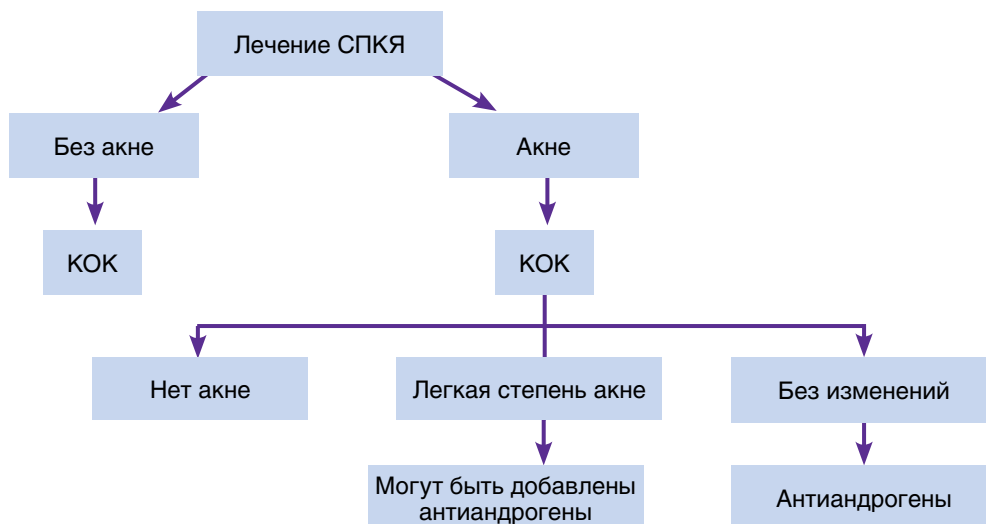 Лечение СПКЯ
Без акне
Акне
КОК
КОК
Нет акне
Легкая степень акне
Без изменений
Могут быть добавлены
антиандрогены
Антиандрогены